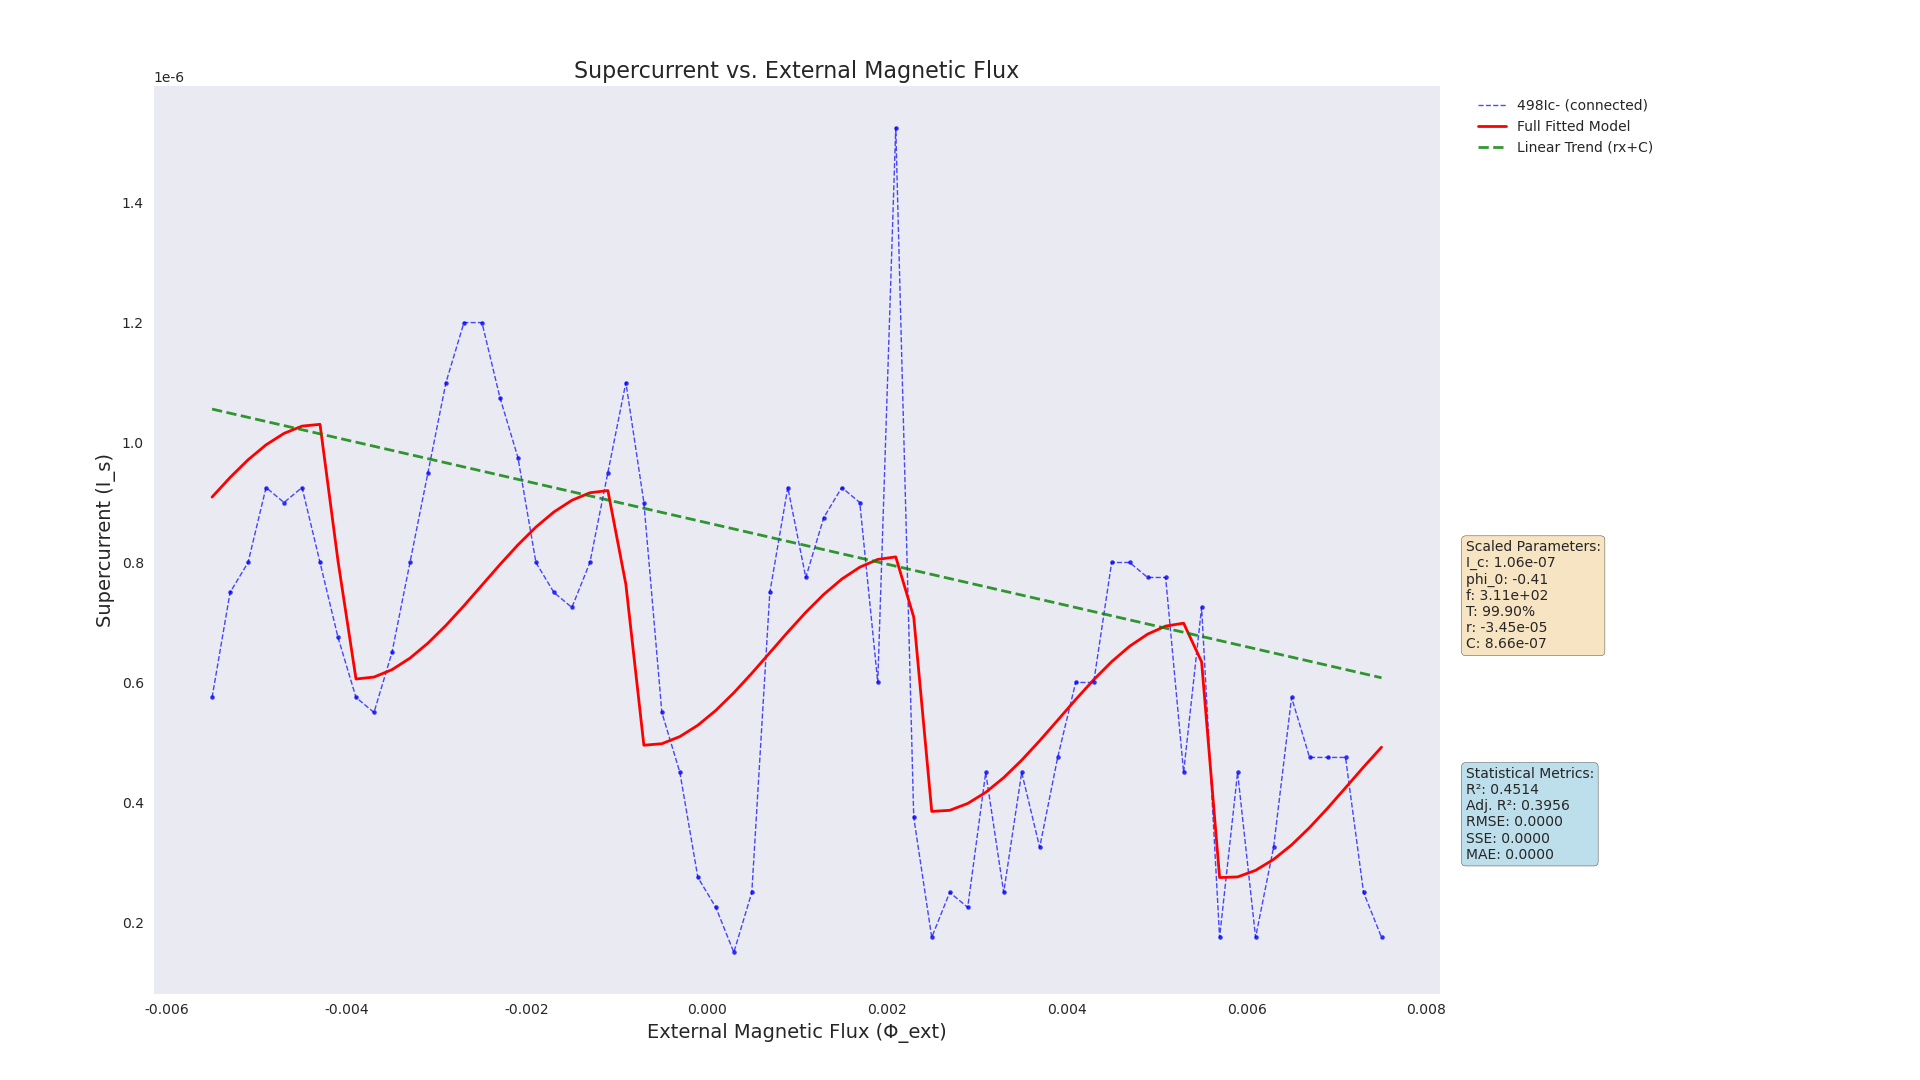 Supercurrent vs. External Magnetic Flux
1e-6
1.4
1.2
1.0
0.8
0.6
0.4
0.2
Supercurrent (I_s)
-0.006 -0.004 -0.002 0.000 0.002 0.004 0.006 0.008
External Magnetic Flux (Φ_ext)
498Ic- (connected)
Full Fitted Model
Linear Trend (rx+C)
Scaled Parameters:
I_c: 1.06e-07
phi_0: -0.41
f: 3.11e+02
T: 99.90%
r: -3.45e-05
C: 8.66e-07
Statistical Metrics:
R²: 0.4514
Adj. R²: 0.3956
RMSE: 0.0000
SSE: 0.0000
MAE: 0.0000